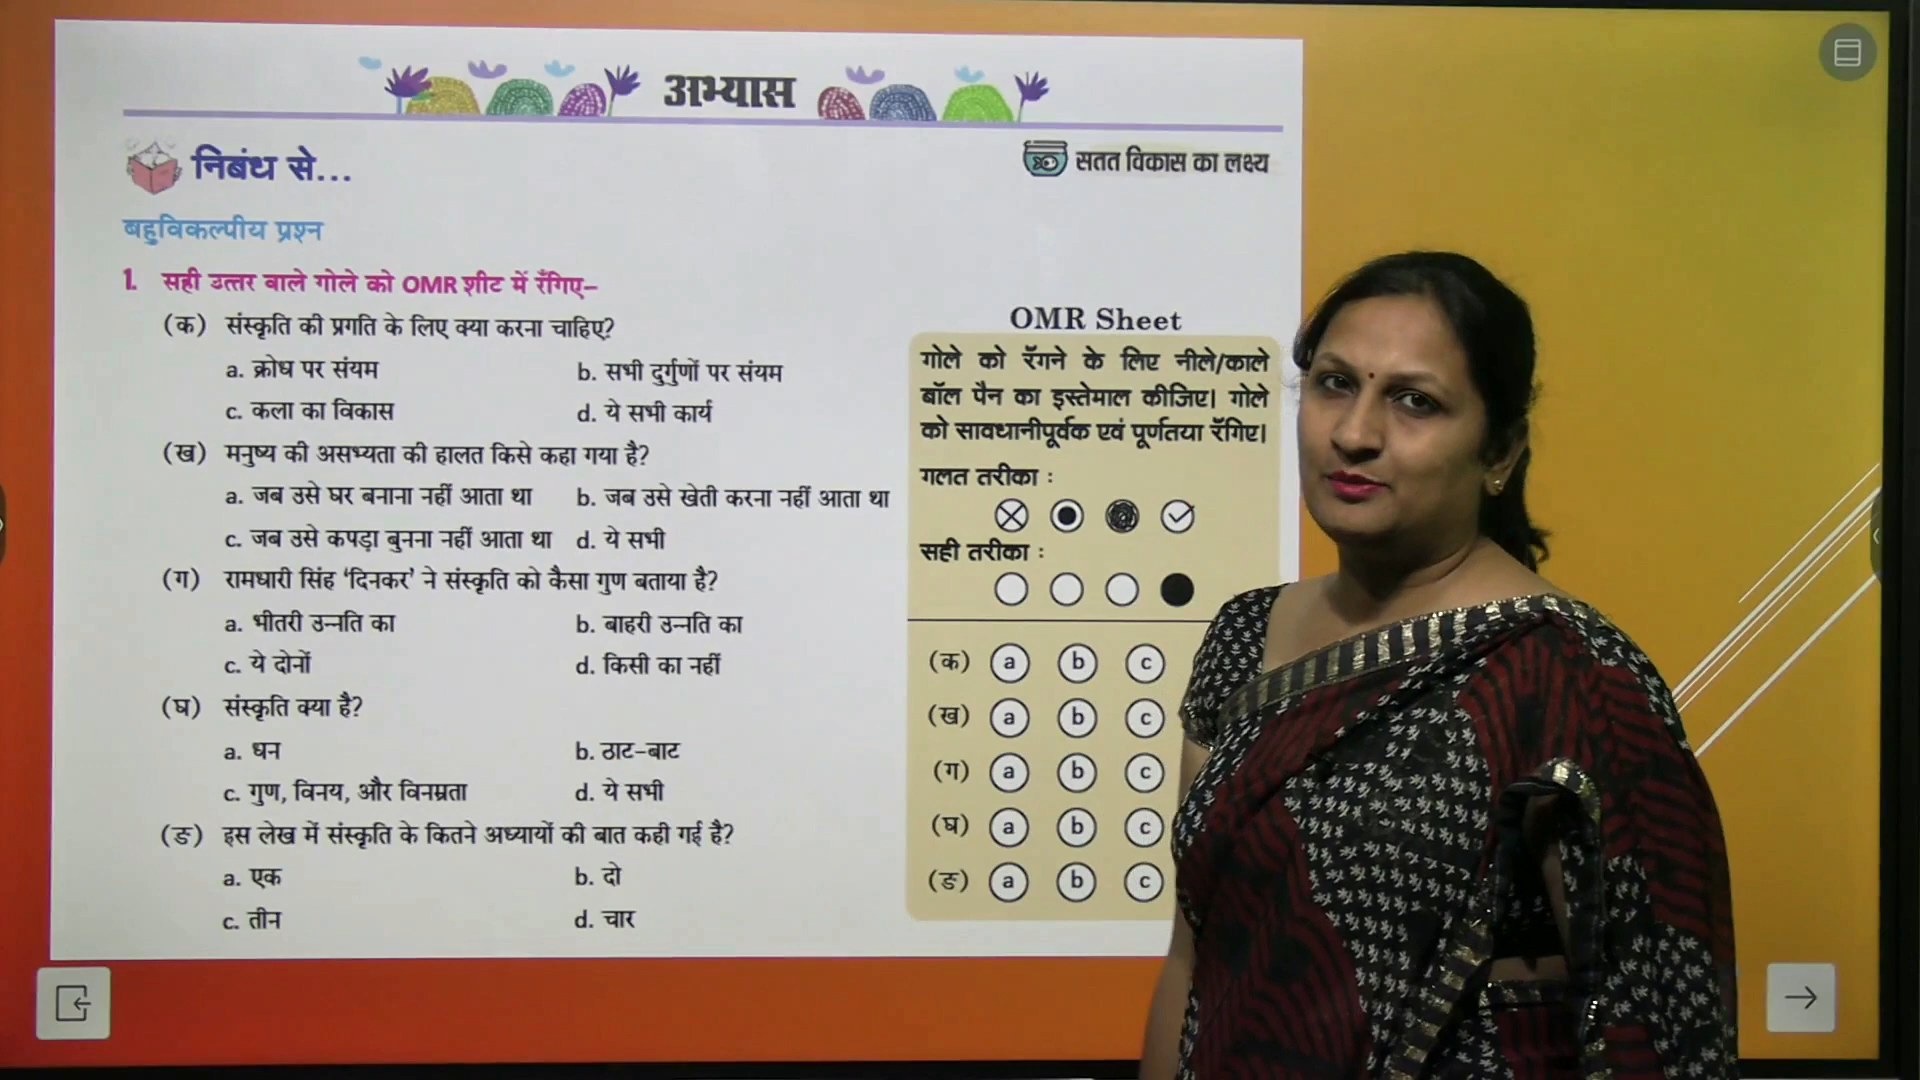 अभ्यास
निबंध से...
सतत विकास का लक्ष्य
बहुविकल्पीय प्रश्न
1. सही उत्तर वाले गोले को OMR शीट में रँगिए–
(क) संस्कृति की प्रगति के लिए क्या करना चाहिए?
a. क्रोध पर संयम b. सभी दुर्गुणों पर संयम
c. कला का विकास d. ये सभी कार्य
(ख) मनुष्य की असभ्यता की हालत किसे कहा गया है?
a. जब उसे घर बनाना नहीं आता था b. जब उसे खेती करना नहीं आता था
c. जब उसे कपड़ा बुनना नहीं आता था d. ये सभी
(ग) रामधारी सिंह ‘दिनकर’ ने संस्कृति को कैसा गुण बताया है?
a. भीतरी उन्नति का b. बाहरी उन्नति का
c. ये दोनों d. किसी का नहीं
(घ) संस्कृति क्या है?
a. धन b. ठाट-बाट
c. गुण, विनय, और विनम्रता d. ये सभी
(ङ) इस लेख में संस्कृति के कितने अध्यायों की बात कही गई है?
a. एक b. दो
c. तीन d. चार
OMR Sheet
गोले को रँगने के लिए नीले/काले
बॉल पैन का इस्तेमाल कीजिए। गोले
को सावधानीपूर्वक एवं पूर्णतया रँगिए।
गलत तरीका :
सही तरीका :
(क) a b c
(ख) a b c
(ग) a b c
(घ) a b c
(ङ) a b c